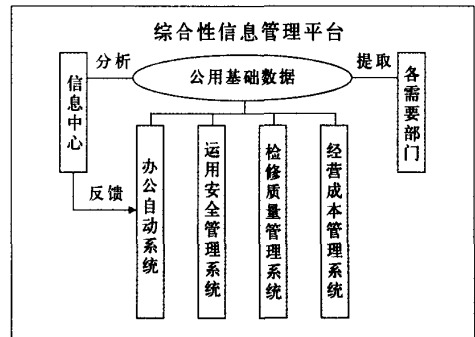 综合性信息管理平台
分析
提取
公用基础数据
信息中心
各需要部门
反馈
办公自动系统
运用安全管理系统
检修质量管理系统
经营成本管理系统